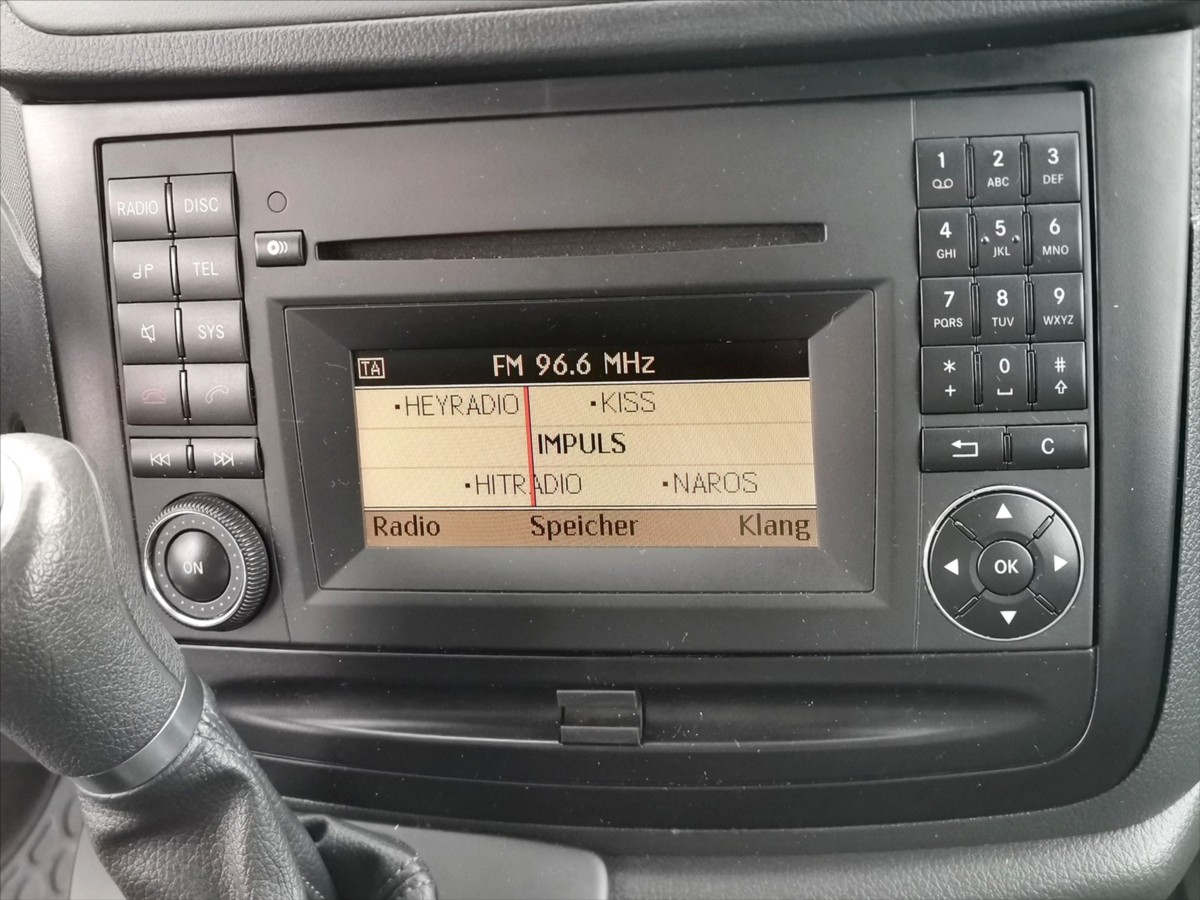 RADIO DISC
TEL
SYS
ON
TA FM 96.6 MHz
HEYRADIO KISS
IMPULS
HITRADIO NAROS
Radio Speicher Klang
1 2 3
ABC DEF
4 5 6
GHI JKL MNO
7 8 9
PQRS TUV WXYZ
* 0 #
+
C
OK